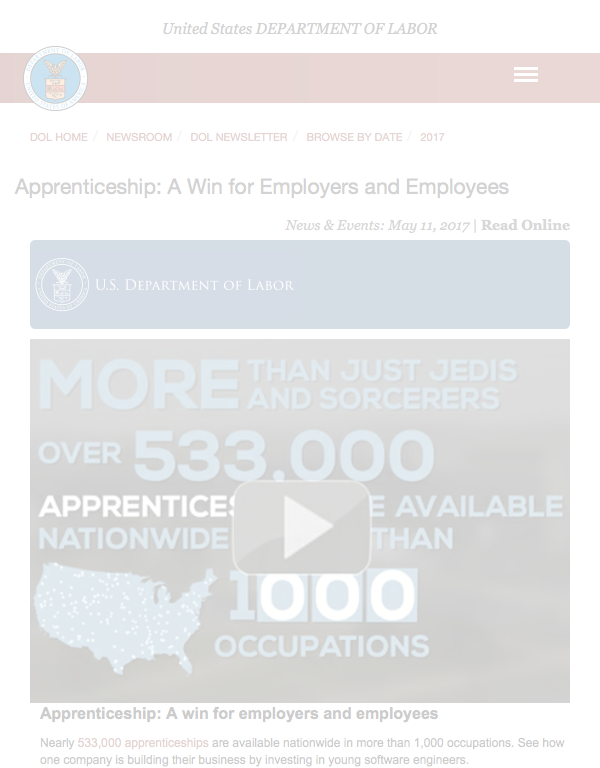 United States DEPARTMENT OF LABOR
DOL HOME / NEWSROOM / DOL NEWSLETTER / BROWSE BY DATE / 2017
Apprenticeship: A Win for Employers and Employees
News & Events: May 11, 2017 | Read Online
U.S. DEPARTMENT OF LABOR
MORE THAN JUST JEDIS
AND SORCERERS
OVER 533,000
APPRENTICES AVAILABLE
NATIONWIDE THAN
1000
OCCUPATIONS
Apprenticeship: A win for employers and employees
Nearly 533,000 apprenticeships are available nationwide in more than 1,000 occupations. See how
one company is building their business by investing in young software engineers.